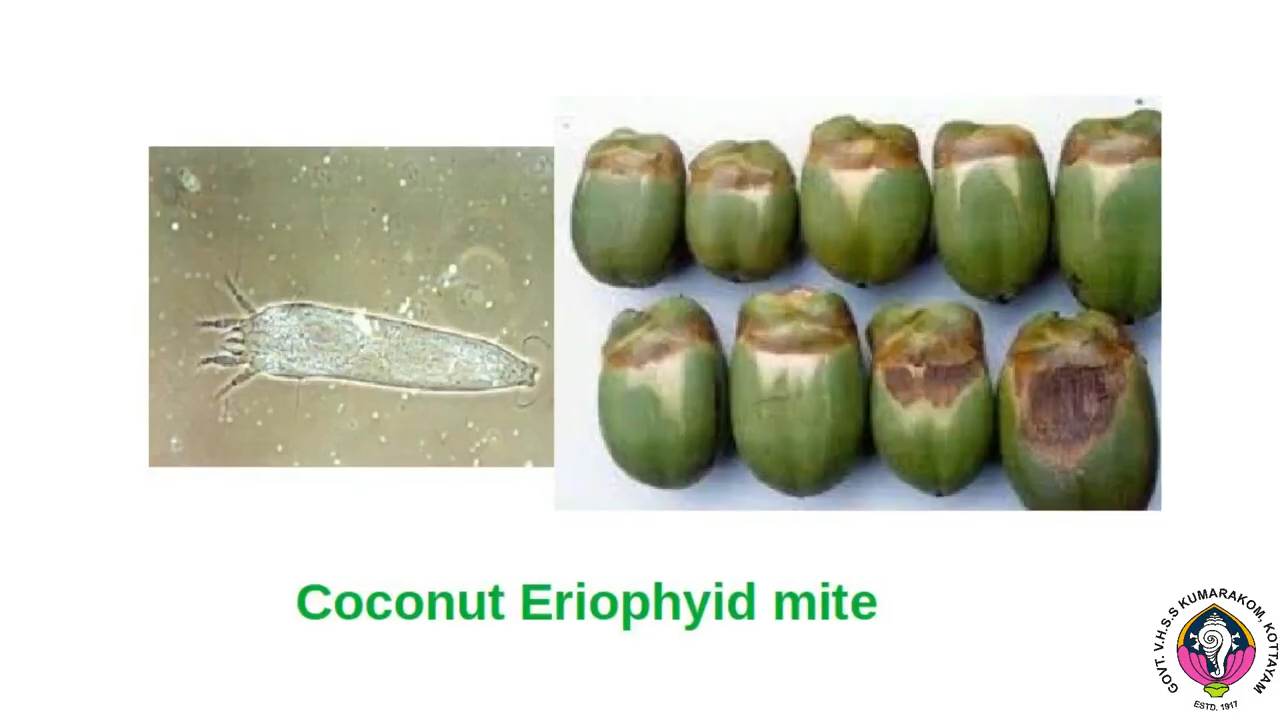 Coconut Eriophyid mite
GOVT. V.H.S.S KUMARAKOM, KOTTAYAM
ESTD. 1917